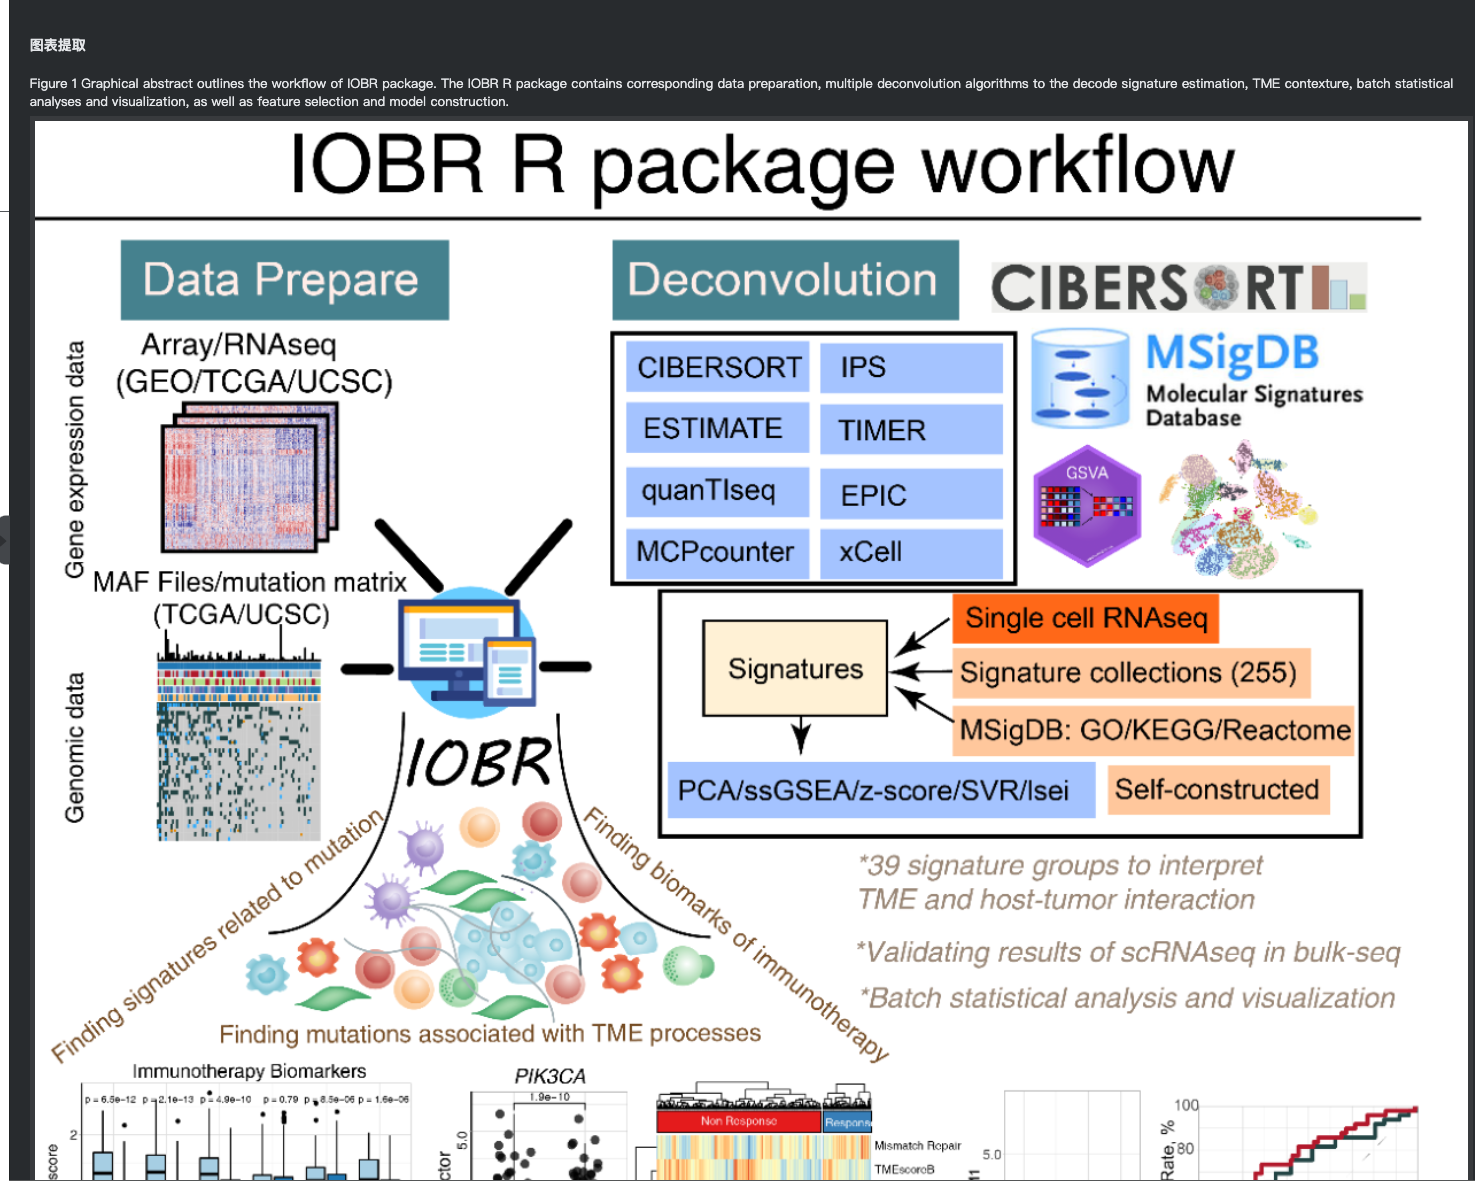 图表提取
Figure 1 Graphical abstract outlines the workflow of IOBR package. The IOBR R package contains corresponding data preparation, multiple deconvolution algorithms to the decode signature estimation, TME contexture, batch statistical
analyses and visualization, as well as feature selection and model construction.
IOBR R package workflow
Data Prepare
Deconvolution
CIBERSORT
Gene expression data
Array/RNAseq
(GEO/TCGA/UCSC)
CIBERSORT
IPS
ESTIMATE
TIMER
quanTIseq
EPIC
MCPcounter
xCell
MSigDB
Molecular Signatures
Database
GSVA
MAF Files/mutation matrix
(TCGA/UCSC)
Genomic data
IOBR
Signatures
Single cell RNAseq
Signature collections (255)
MSigDB: GO/KEGG/Reactome
PCA/ssGSEA/z-score/SVR/lsei
Self-constructed
Finding signatures related to mutation
Finding biomarks of immunotherapy
Finding mutations associated with TME processes
*39 signature groups to interpret
TME and host-tumor interaction
*Validating results of scRNAseq in bulk-seq
*Batch statistical analysis and visualization
Immunotherapy Biomarkers
p = 6.5e-12 p = 2.1e-13 p = 4.9e-10 p = 0.79 p = 8.5e-06 p = 1.6e-06
2
score
PIK3CA
1.9e-10
5.0
ctor
Non Response
Respons
Mismatch Repair
TMEscoreB
5.0
100
80
Rate, %